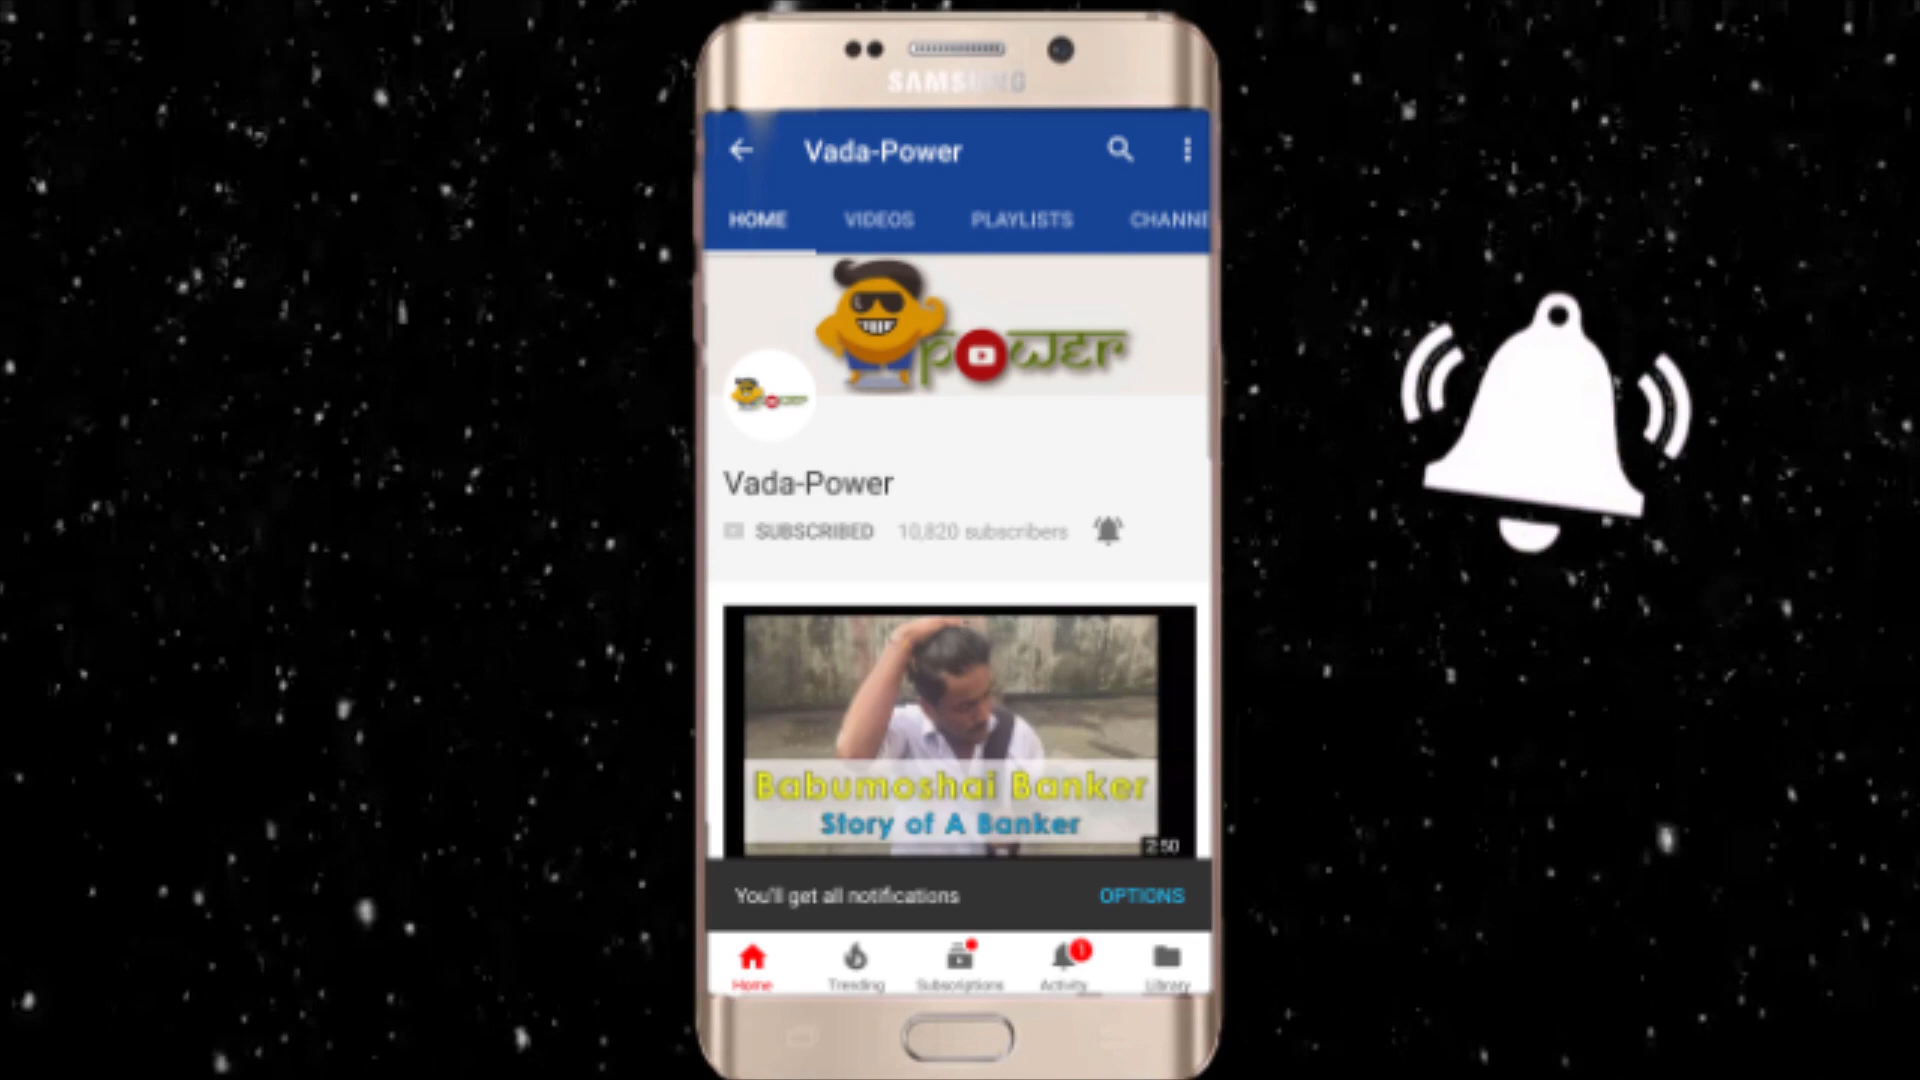 SAMSUNG
Vada-Power
HOME VIDEOS PLAYLISTS CHANNE
power
Vada-Power
SUBSCRIBED 10,820 subscribers
Babumoshai Banker
Story of A Banker
2:50
You'll get all notifications OPTIONS
1
Home Trending Subscriptions Activity Library